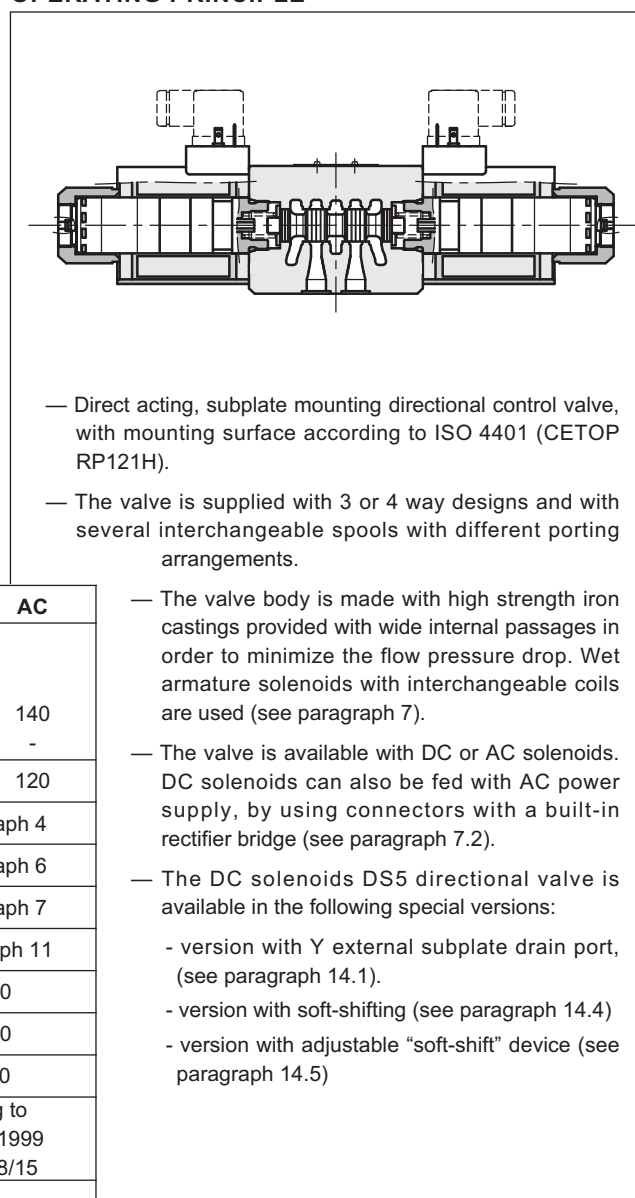 OPERATING PRINCIPLE
— Direct acting, subplate mounting directional control valve,
with mounting surface according to ISO 4401 (CETOP
RP121H).
— The valve is supplied with 3 or 4 way designs and with
several interchangeable spools with different porting
arrangements.
— The valve body is made with high strength iron
castings provided with wide internal passages in
order to minimize the flow pressure drop. Wet
armature solenoids with interchangeable coils
are used (see paragraph 7).
— The valve is available with DC or AC solenoids.
DC solenoids can also be fed with AC power
supply, by using connectors with a built-in
rectifier bridge (see paragraph 7.2).
— The DC solenoids DS5 directional valve is
available in the following special versions:
- version with Y external subplate drain port,
(see paragraph 14.1).
- version with soft-shifting (see paragraph 14.4)
- version with adjustable “soft-shift” device (see
paragraph 14.5)
AC
140
-
120
aph 4
aph 6
aph 7
ph 11
0
0
0
g to
1999
8/15